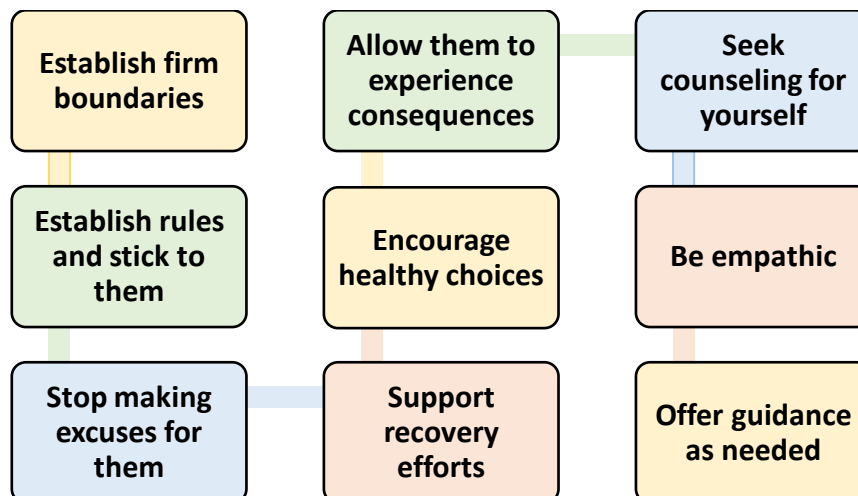 Establish firm
boundaries
Establish rules
and stick to
them
Stop making
excuses for
them
Support
recovery
efforts
Encourage
healthy choices
Allow them to
experience
consequences
Seek
counseling for
yourself
Be empathic
Offer guidance
as needed